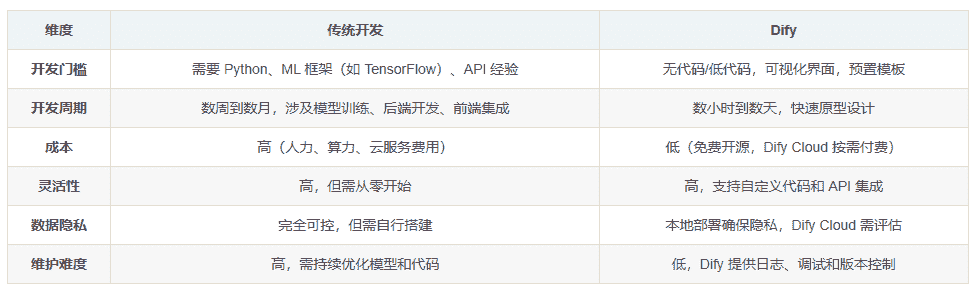 维度 传统开发 Dify
开发门槛 需要 Python、ML 框架（如 TensorFlow）、API 经验 无代码/低代码，可视化界面，预置模板
开发周期 数周到数月，涉及模型训练、后端开发、前端集成 数小时到数天，快速原型设计
成本 高（人力、算力、云服务费用） 低（免费开源，Dify Cloud 按需付费）
灵活性 高，但需从零开始 高，支持自定义代码和 API 集成
数据隐私 完全可控，但需自行搭建 本地部署确保隐私，Dify Cloud 需评估
维护难度 高，需持续优化模型和代码 低，Dify 提供日志、调试和版本控制